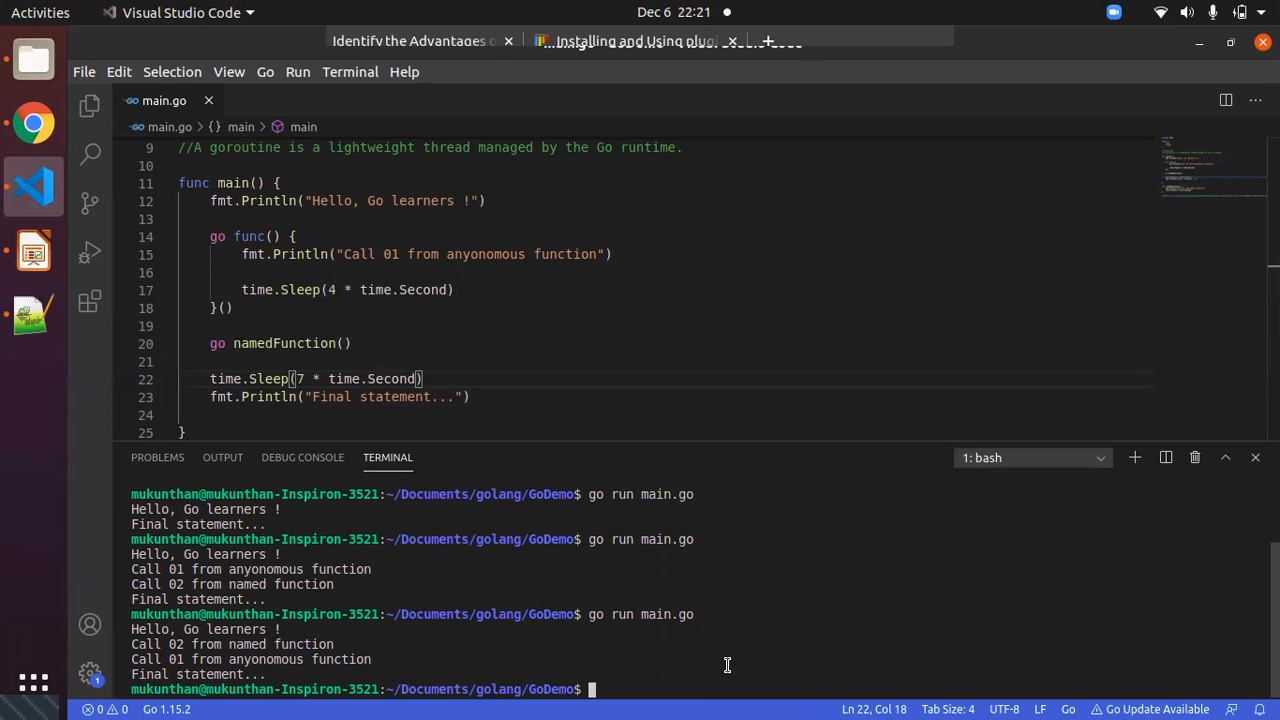 Activities Visual Studio Code Dec 6 22:21
Identify the Advantages o Installing and Using plugi
File Edit Selection View Go Run Terminal Help
main.go
main.go > {} main > main
9 //A goroutine is a lightweight thread managed by the Go runtime.
10
11 func main() {
12 fmt.Println("Hello, Go learners !")
13
14 go func() {
15 fmt.Println("Call 01 from anyonomous function")
16
17 time.Sleep(4 * time.Second)
18 }()
19
20 go namedFunction()
21
22 time.Sleep(7 * time.Second)
23 fmt.Println("Final statement...")
24
25 }
PROBLEMS OUTPUT DEBUG CONSOLE TERMINAL 1: bash
mukunthan@mukunthan-Inspiron-3521:~/Documents/golang/GoDemo$ go run main.go
Hello, Go learners !
Final statement...
mukunthan@mukunthan-Inspiron-3521:~/Documents/golang/GoDemo$ go run main.go
Hello, Go learners !
Call 01 from anyonomous function
Call 02 from named function
Final statement...
mukunthan@mukunthan-Inspiron-3521:~/Documents/golang/GoDemo$ go run main.go
Hello, Go learners !
Call 02 from named function
Call 01 from anyonomous function
Final statement...
mukunthan@mukunthan-Inspiron-3521:~/Documents/golang/GoDemo$
1
0 0 Go 1.15.2 Ln 22, Col 18 Tab Size: 4 UTF-8 LF Go Go Update Available